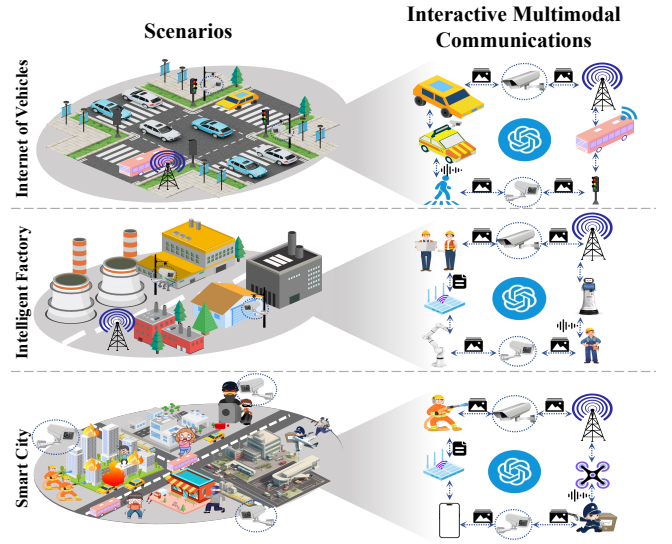 Scenarios
Interactive Multimodal
Communications
Internet of Vehicles
Intelligent Factory
Smart City